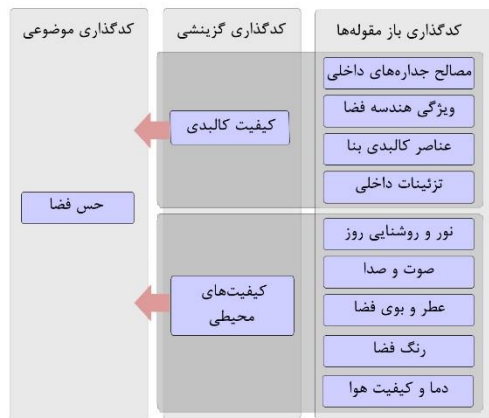 کدگذاری باز مقوله‌ها
کدگذاری گزینشی
کدگذاری موضوعی
مصالح جداره‌های داخلی
ویژگی هندسه فضا
عناصر کالبدی بنا
تزئینات داخلی
کیفیت کالبدی
حس فضا
نور و روشنایی روز
صوت و صدا
عطر و بوی فضا
رنگ فضا
دما و کیفیت هوا
کیفیت‌های
محیطی